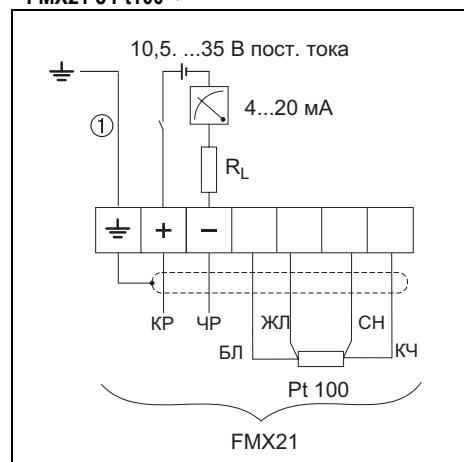 FMX21 с Pt100
10,5. ...35 В пост. тока
4...20 мА
1
RL
+ −
КР ЧР ЖЛ СН
БЛ КЧ
Pt 100
FMX21